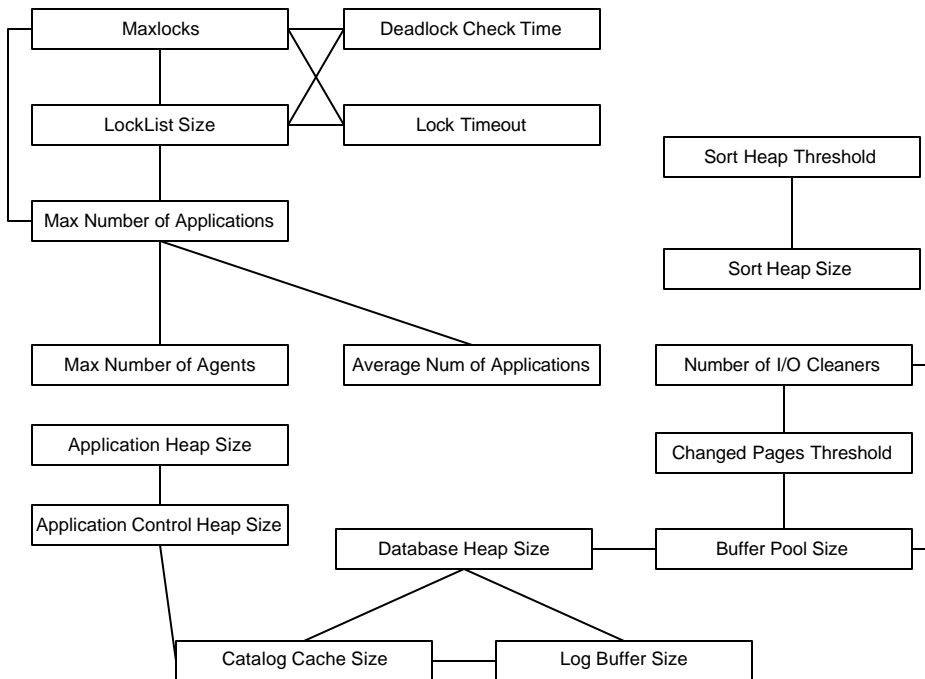 Maxlocks
Deadlock Check Time
LockList Size
Lock Timeout
Sort Heap Threshold
Max Number of Applications
Sort Heap Size
Max Number of Agents
Average Num of Applications
Number of I/O Cleaners
Application Heap Size
Changed Pages Threshold
Application Control Heap Size
Database Heap Size
Buffer Pool Size
Catalog Cache Size
Log Buffer Size